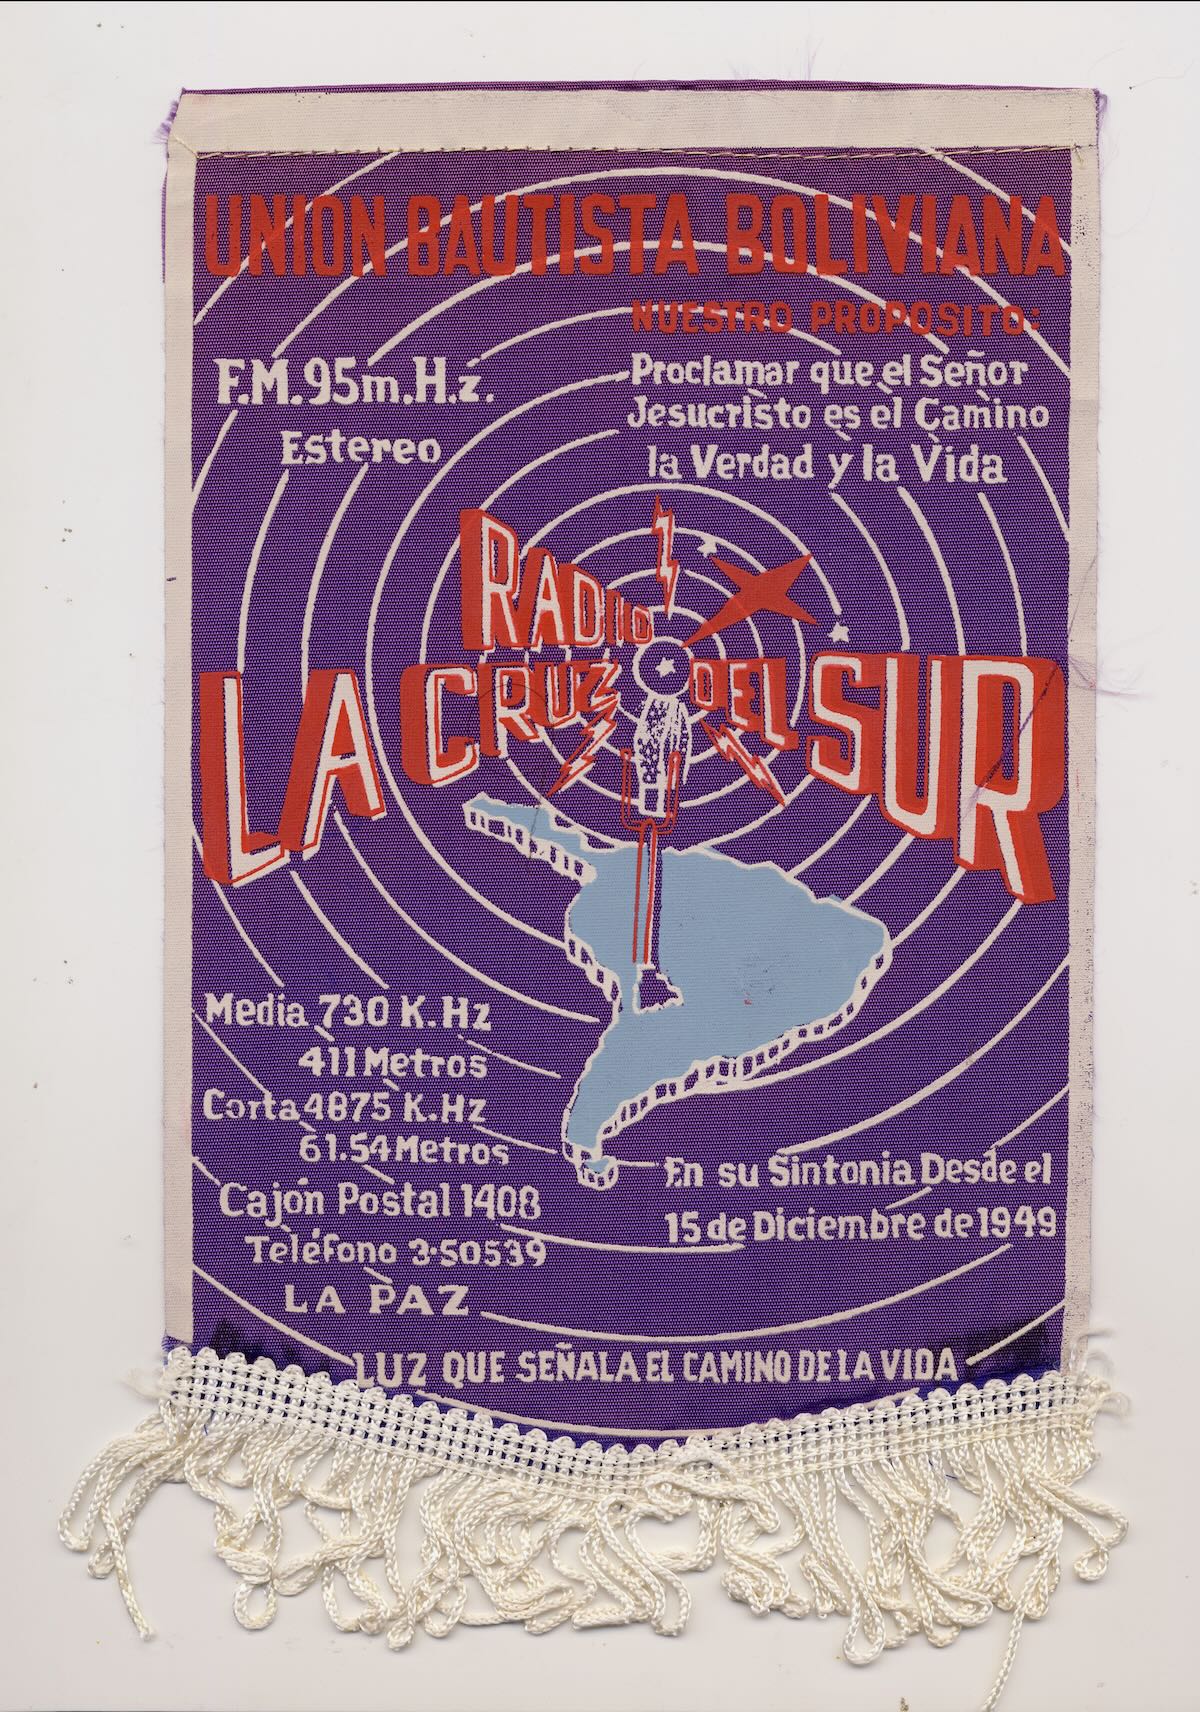 UNION BAUTISTA BOLIVIANA
NUESTRO PROPOSITO:
F.M. 95m.H.z.
Estereo
Proclamar que el Señor
Jesucristo es el Camino
la Verdad y la Vida
RADIO
LA CRUZ DEL SUR
Media 730 K.Hz
411 Metros
Corta 4875 K.Hz
61.54 Metros
Cajón Postal 1408
Teléfono 3·50539
LA PAZ
En su Sintonia Desde el
15 de Diciembre de 1949
LUZ QUE SEÑALA EL CAMINO DE LA VIDA